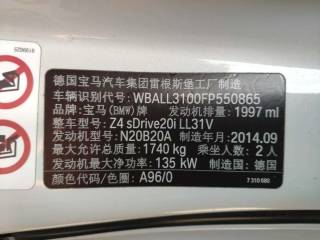 德国宝马汽车集团雷根斯堡工厂制造
车辆识别代号: WBALL3100FP550865
品牌: 宝马(BMW)牌 发动机排量: 1997 ml
整车型号: Z4 sDrive20i LL31V
发动机型号: N20B20A 制造年月: 2014.09
最大允许总质量: 1740 kg 乘坐人数: 2人
发动机最大净功率: 135 kW 制造国: 德国
颜色代码/色圈: A96/0
7 310 680